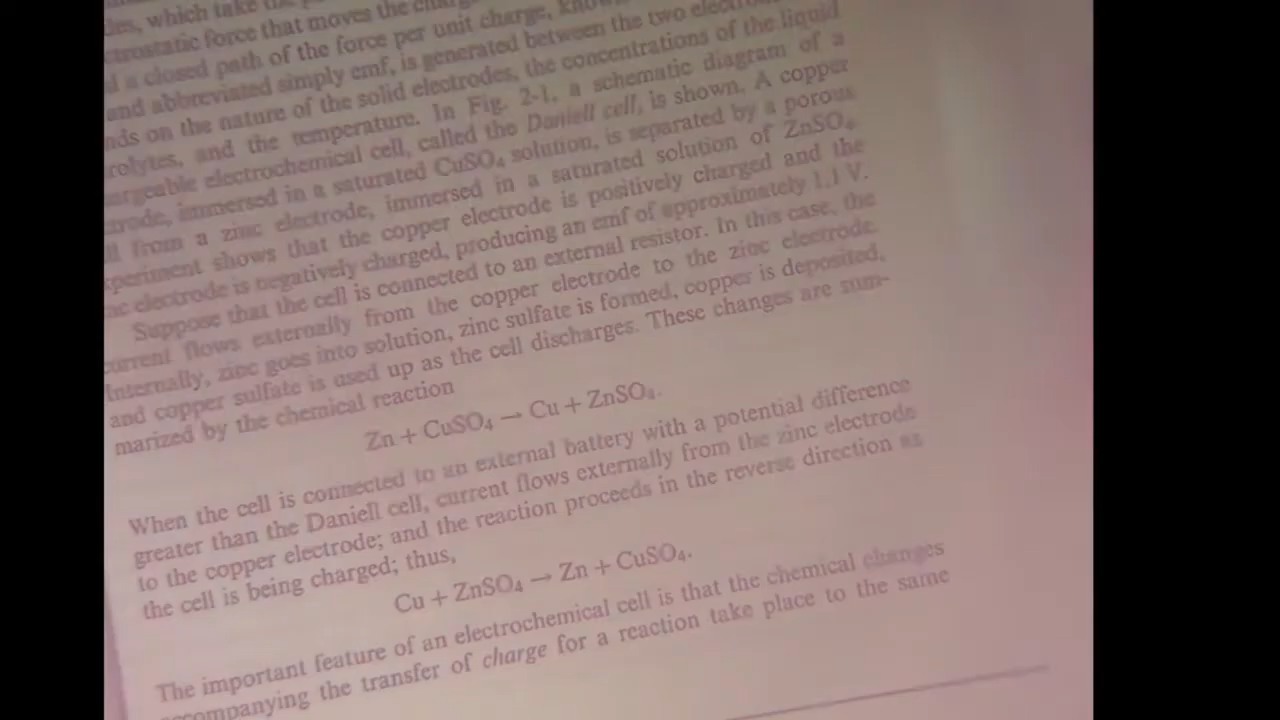 which take the
ctrostatic force that moves the
a closed path of the force per unit charge,
and abbreviated simply emf, is generated between the two
nds on the nature of the solid electrodes, the concentrations of the liquid
rolytes, and the temperature. In Fig. 2-1, a schematic diagram of a
argeable electrochemical cell, called the Daniell cell, is shown. A copper
trode, immersed in a saturated CuSO₄ solution, is separated by a porous
ll from a zinc electrode, immersed in a saturated solution of ZnSO₄.
xperiment shows that the copper electrode is positively charged and the
nc electrode is negatively charged, producing an emf of approximately 1.1 V.
Suppose that the cell is connected to an external resistor. In this case, the
current flows externally from the copper electrode to the zinc electrode.
Internally, zinc goes into solution, zinc sulfate is formed, copper is deposited,
and copper sulfate is used up as the cell discharges. These changes are sum-
marized by the chemical reaction
Zn + CuSO₄ → Cu + ZnSO₄.
When the cell is connected to an external battery with a potential difference
greater than the Daniell cell, current flows externally from the zinc electrode
to the copper electrode; and the reaction proceeds in the reverse direction as
the cell is being charged; thus,
Cu + ZnSO₄ → Zn + CuSO₄.
The important feature of an electrochemical cell is that the chemical changes
accompanying the transfer of charge for a reaction take place to the same